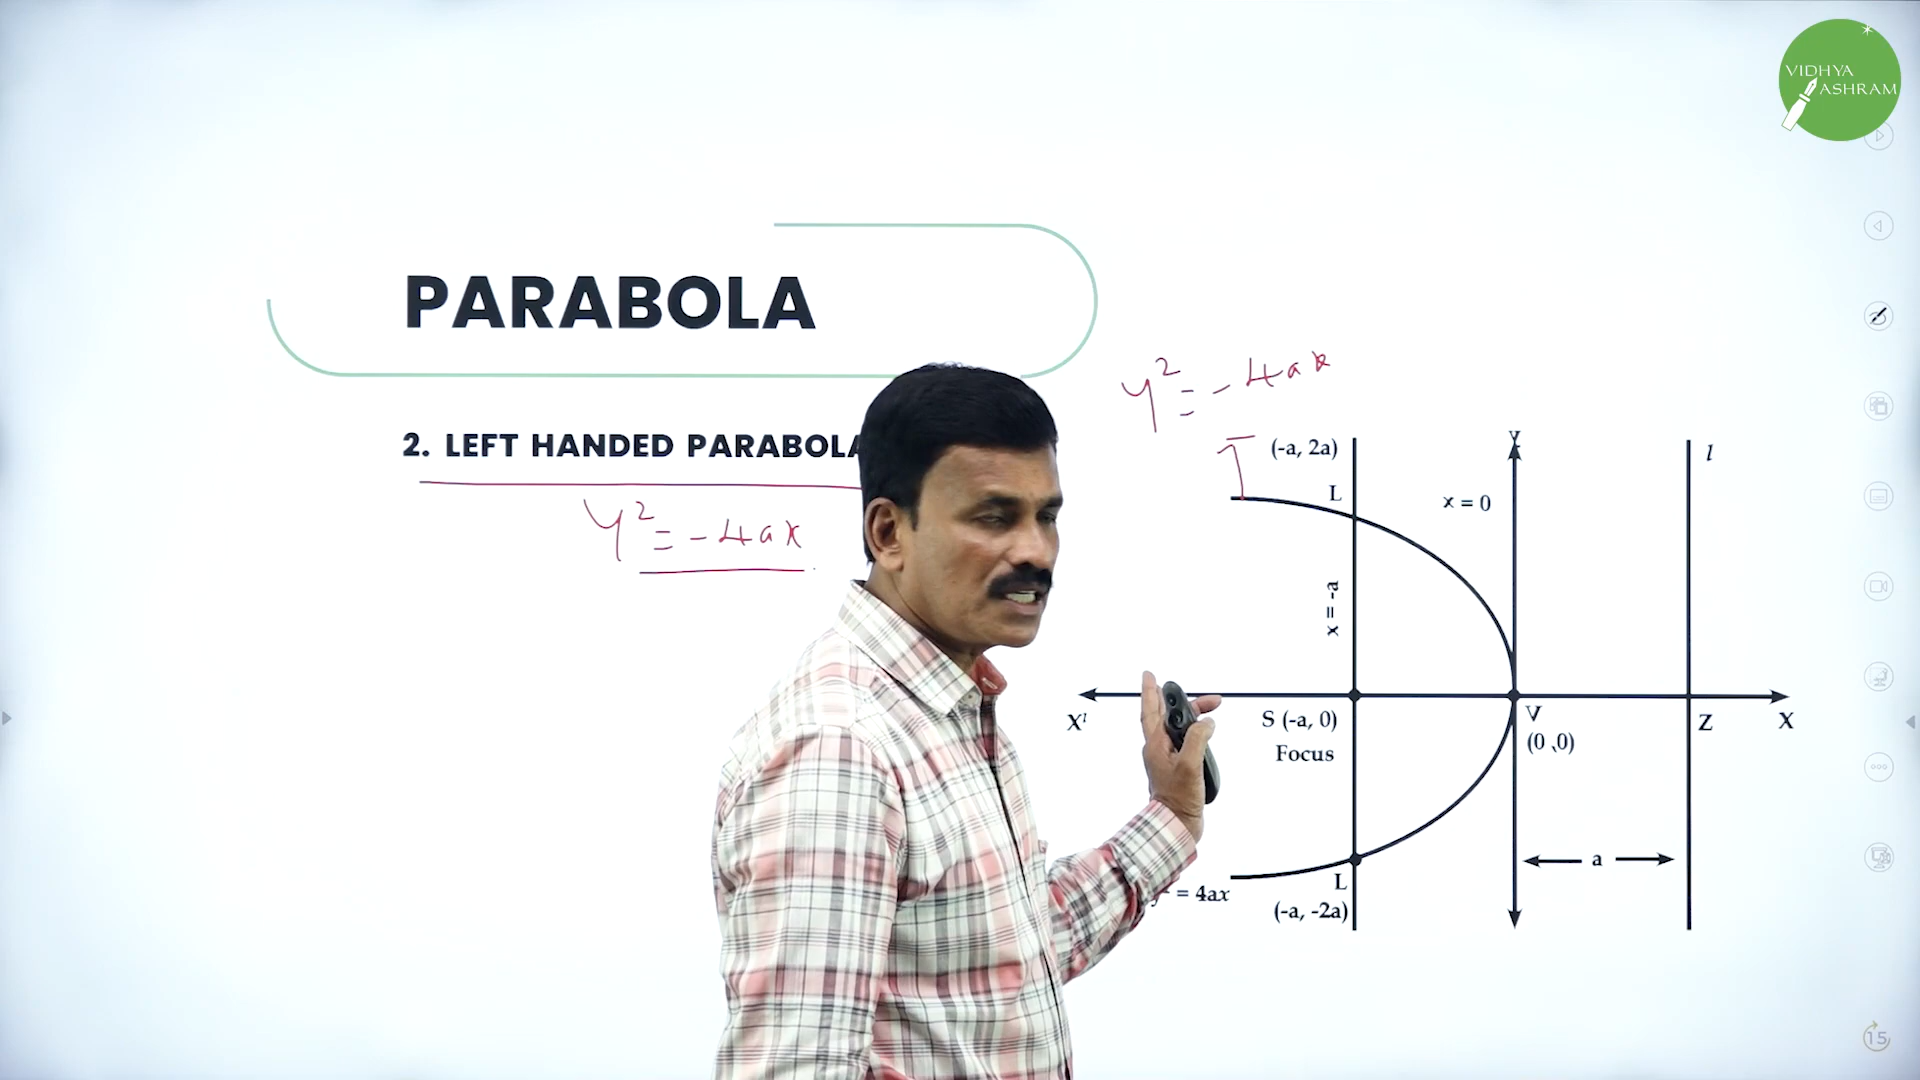 VIDHYA
ASHRAM
PARABOLA
2. LEFT HANDED PARABOLA
y² = -4ax
y² = -4ax
(-a, 2a)
L
x = 0
Y
l
x = -a
X'
S (-a, 0)
Focus
V
(0 ,0)
Z
X
a
= 4ax
L
(-a, -2a)
15